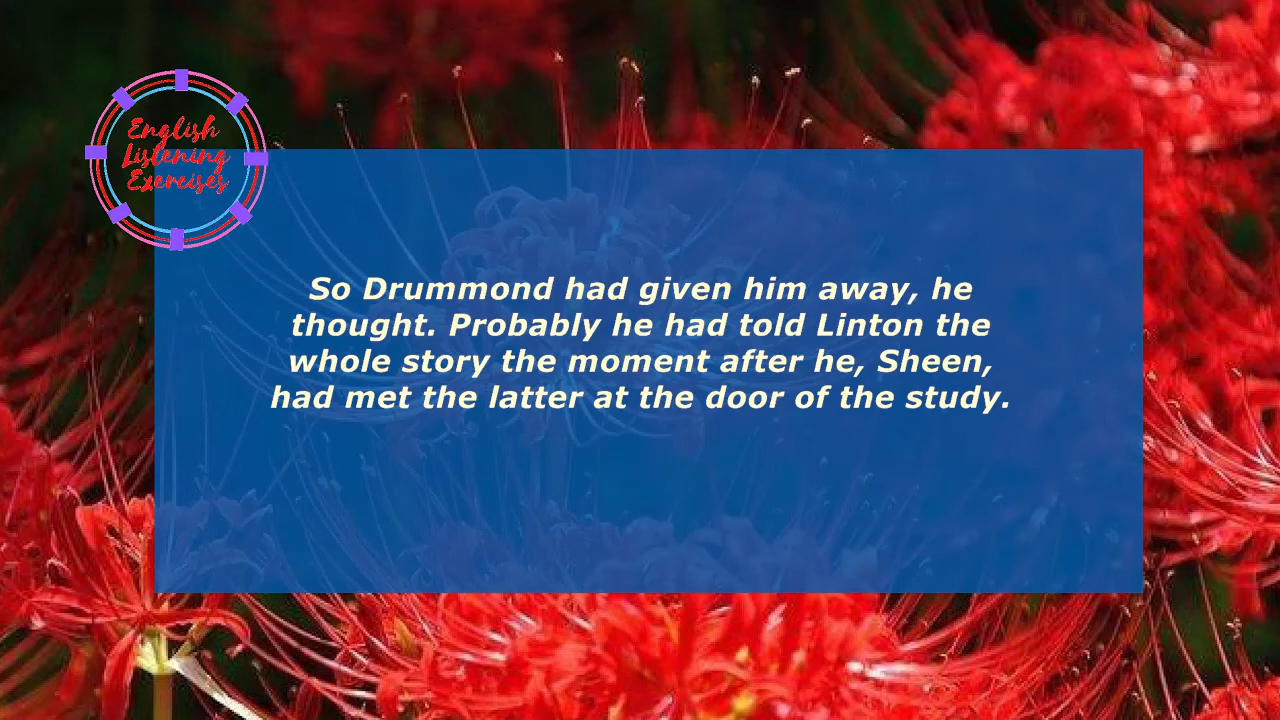 English
Listening
Exercises
So Drummond had given him away, he
thought. Probably he had told Linton the
whole story the moment after he, Sheen,
had met the latter at the door of the study.